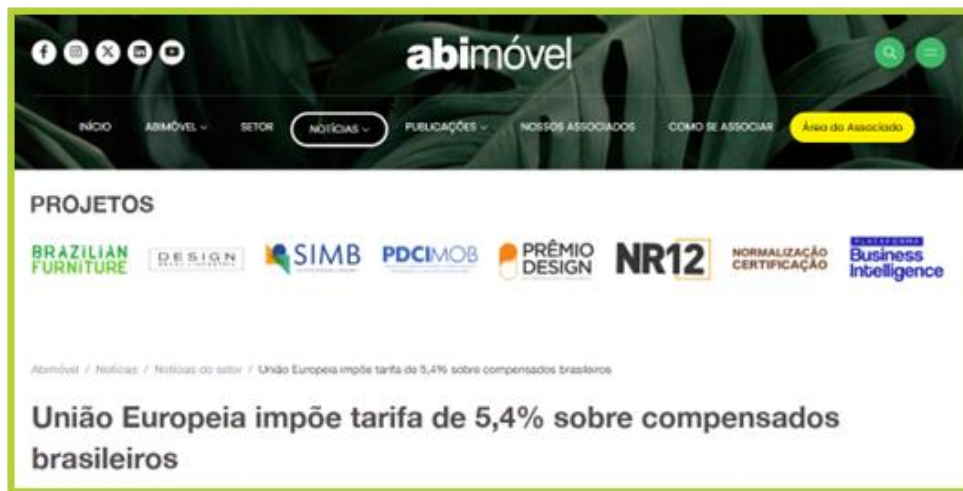 abimóvel
INÍCIO ABIMÓVEL SETOR NOTÍCIAS PUBLICAÇÕES NOSSOS ASSOCIADOS COMO SE ASSOCIAR Área do Associado
PROJETOS
BRAZILIAN FURNITURE
DESIGN
SIMB
PDCIMOB
PRÊMIO DESIGN
NR12
NORMALIZAÇÃO CERTIFICAÇÃO
PLATAFORMA Business Intelligence
Abimóvel / Notícias / Notícias do setor / União Europeia impõe tarifa de 5,4% sobre compensados brasileiros
União Europeia impõe tarifa de 5,4% sobre compensados
brasileiros